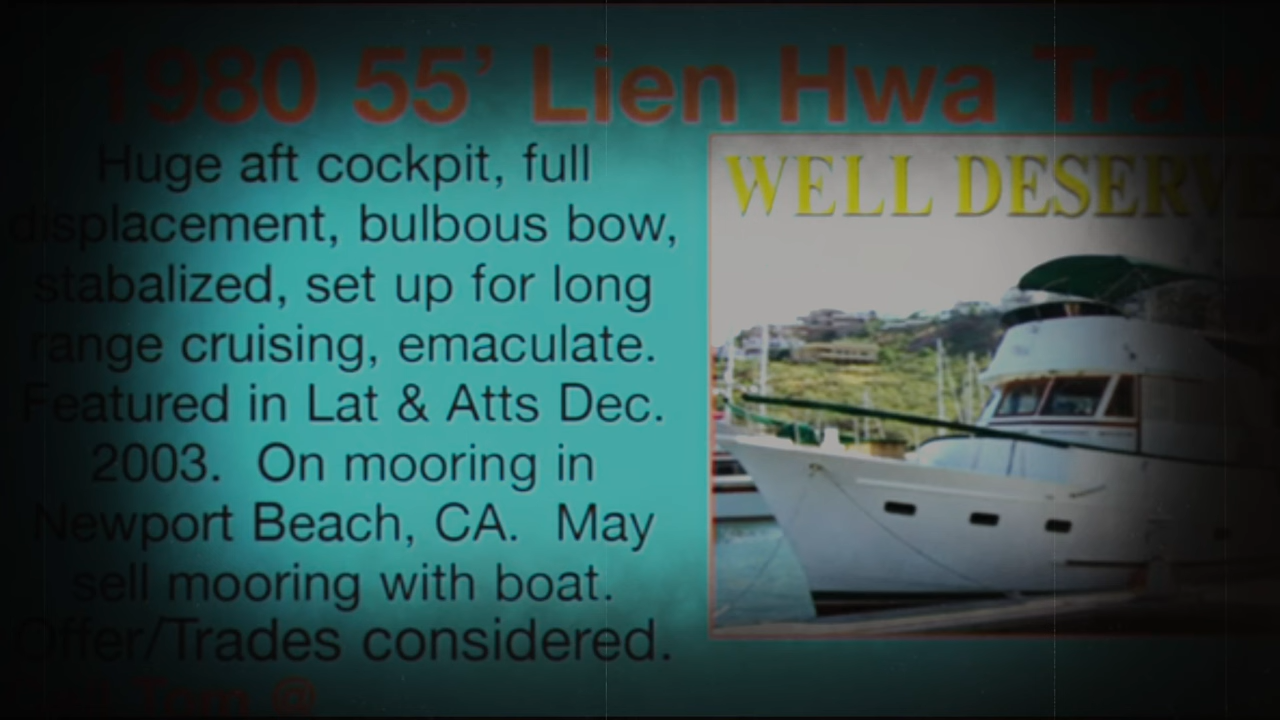 1980 55’ Lien Hwa Traw
WELL DESERVE
Huge aft cockpit, full
displacement, bulbous bow,
stabalized, set up for long
range cruising, emaculate.
Featured in Lat & Atts Dec.
2003. On mooring in
Newport Beach, CA. May
sell mooring with boat.
Offer/Trades considered.
Tom @